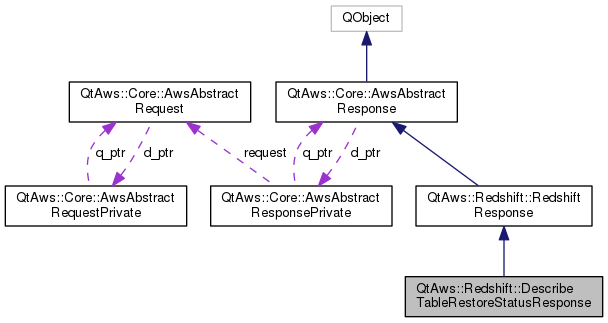 QObject
QtAws::Core::AwsAbstract
Request
QtAws::Core::AwsAbstract
Response
q_ptr
d_ptr
request
q_ptr
d_ptr
QtAws::Core::AwsAbstract
RequestPrivate
QtAws::Core::AwsAbstract
ResponsePrivate
QtAws::Redshift::Redshift
Response
QtAws::Redshift::Describe
TableRestoreStatusResponse